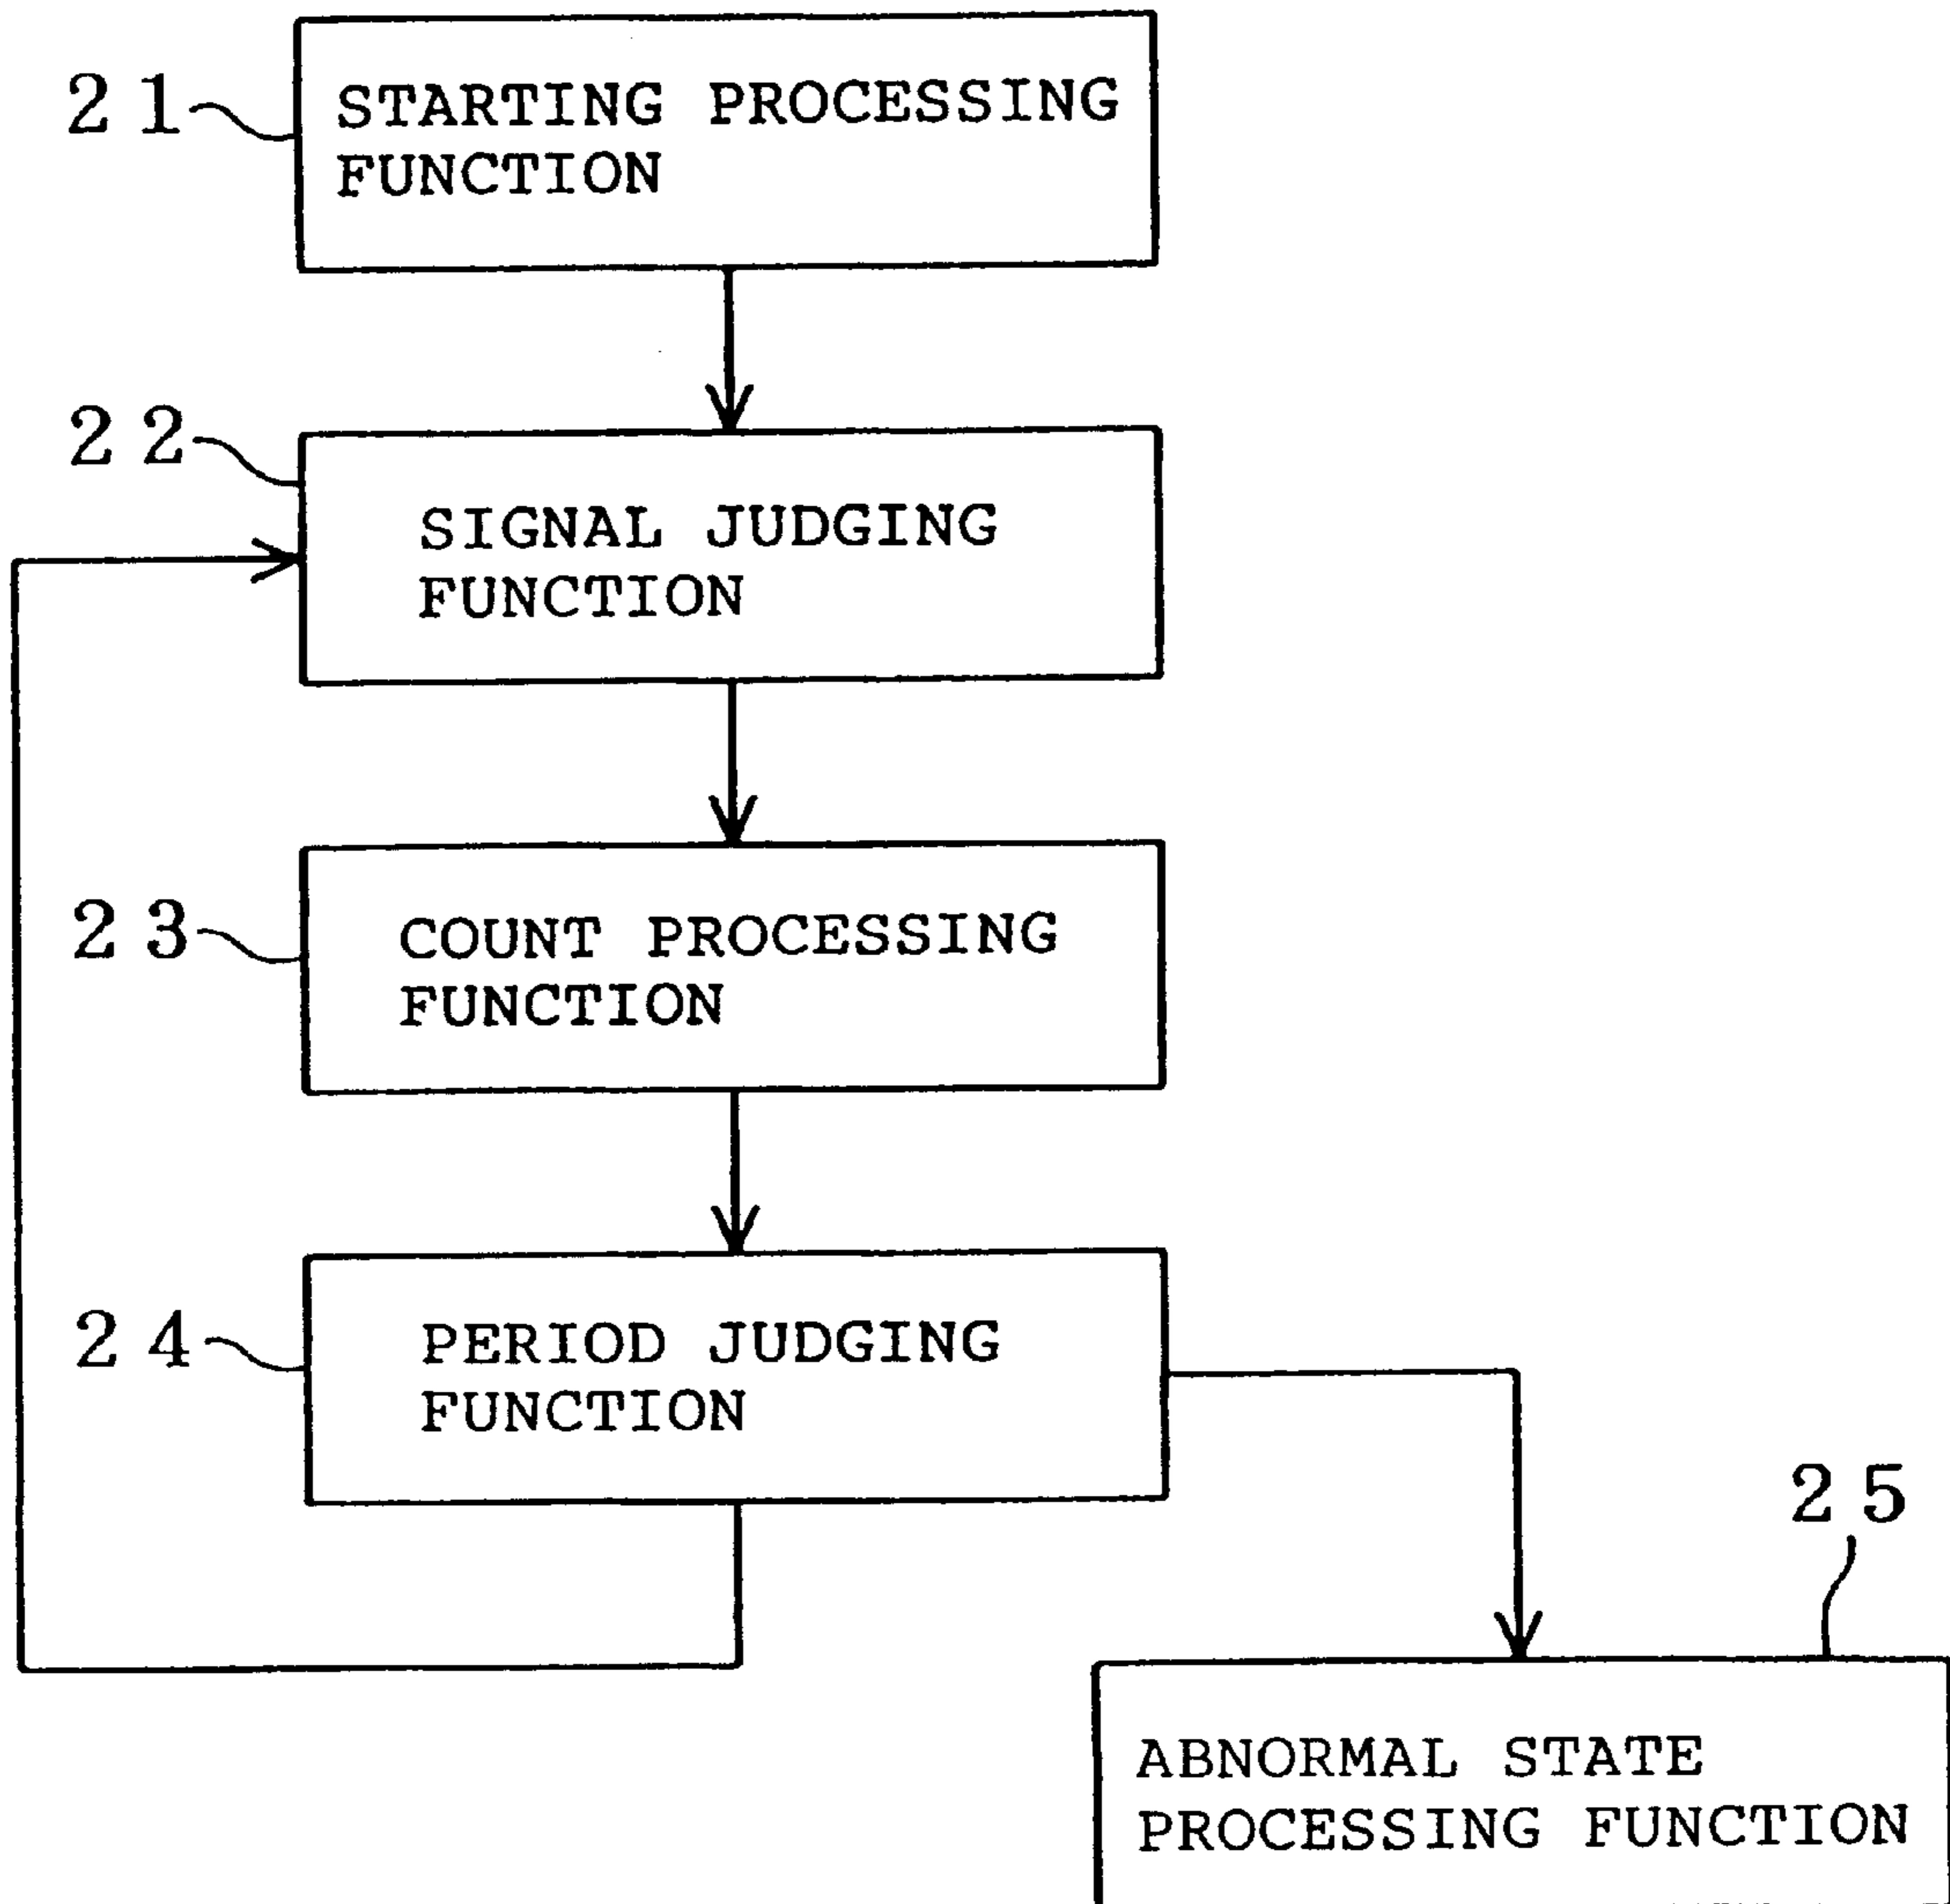 21
STARTING PROCESSING
FUNCTION
22
SIGNAL JUDGING
FUNCTION
23
COUNT PROCESSING
FUNCTION
24
PERIOD JUDGING
FUNCTION
25
ABNORMAL STATE
PROCESSING FUNCTION